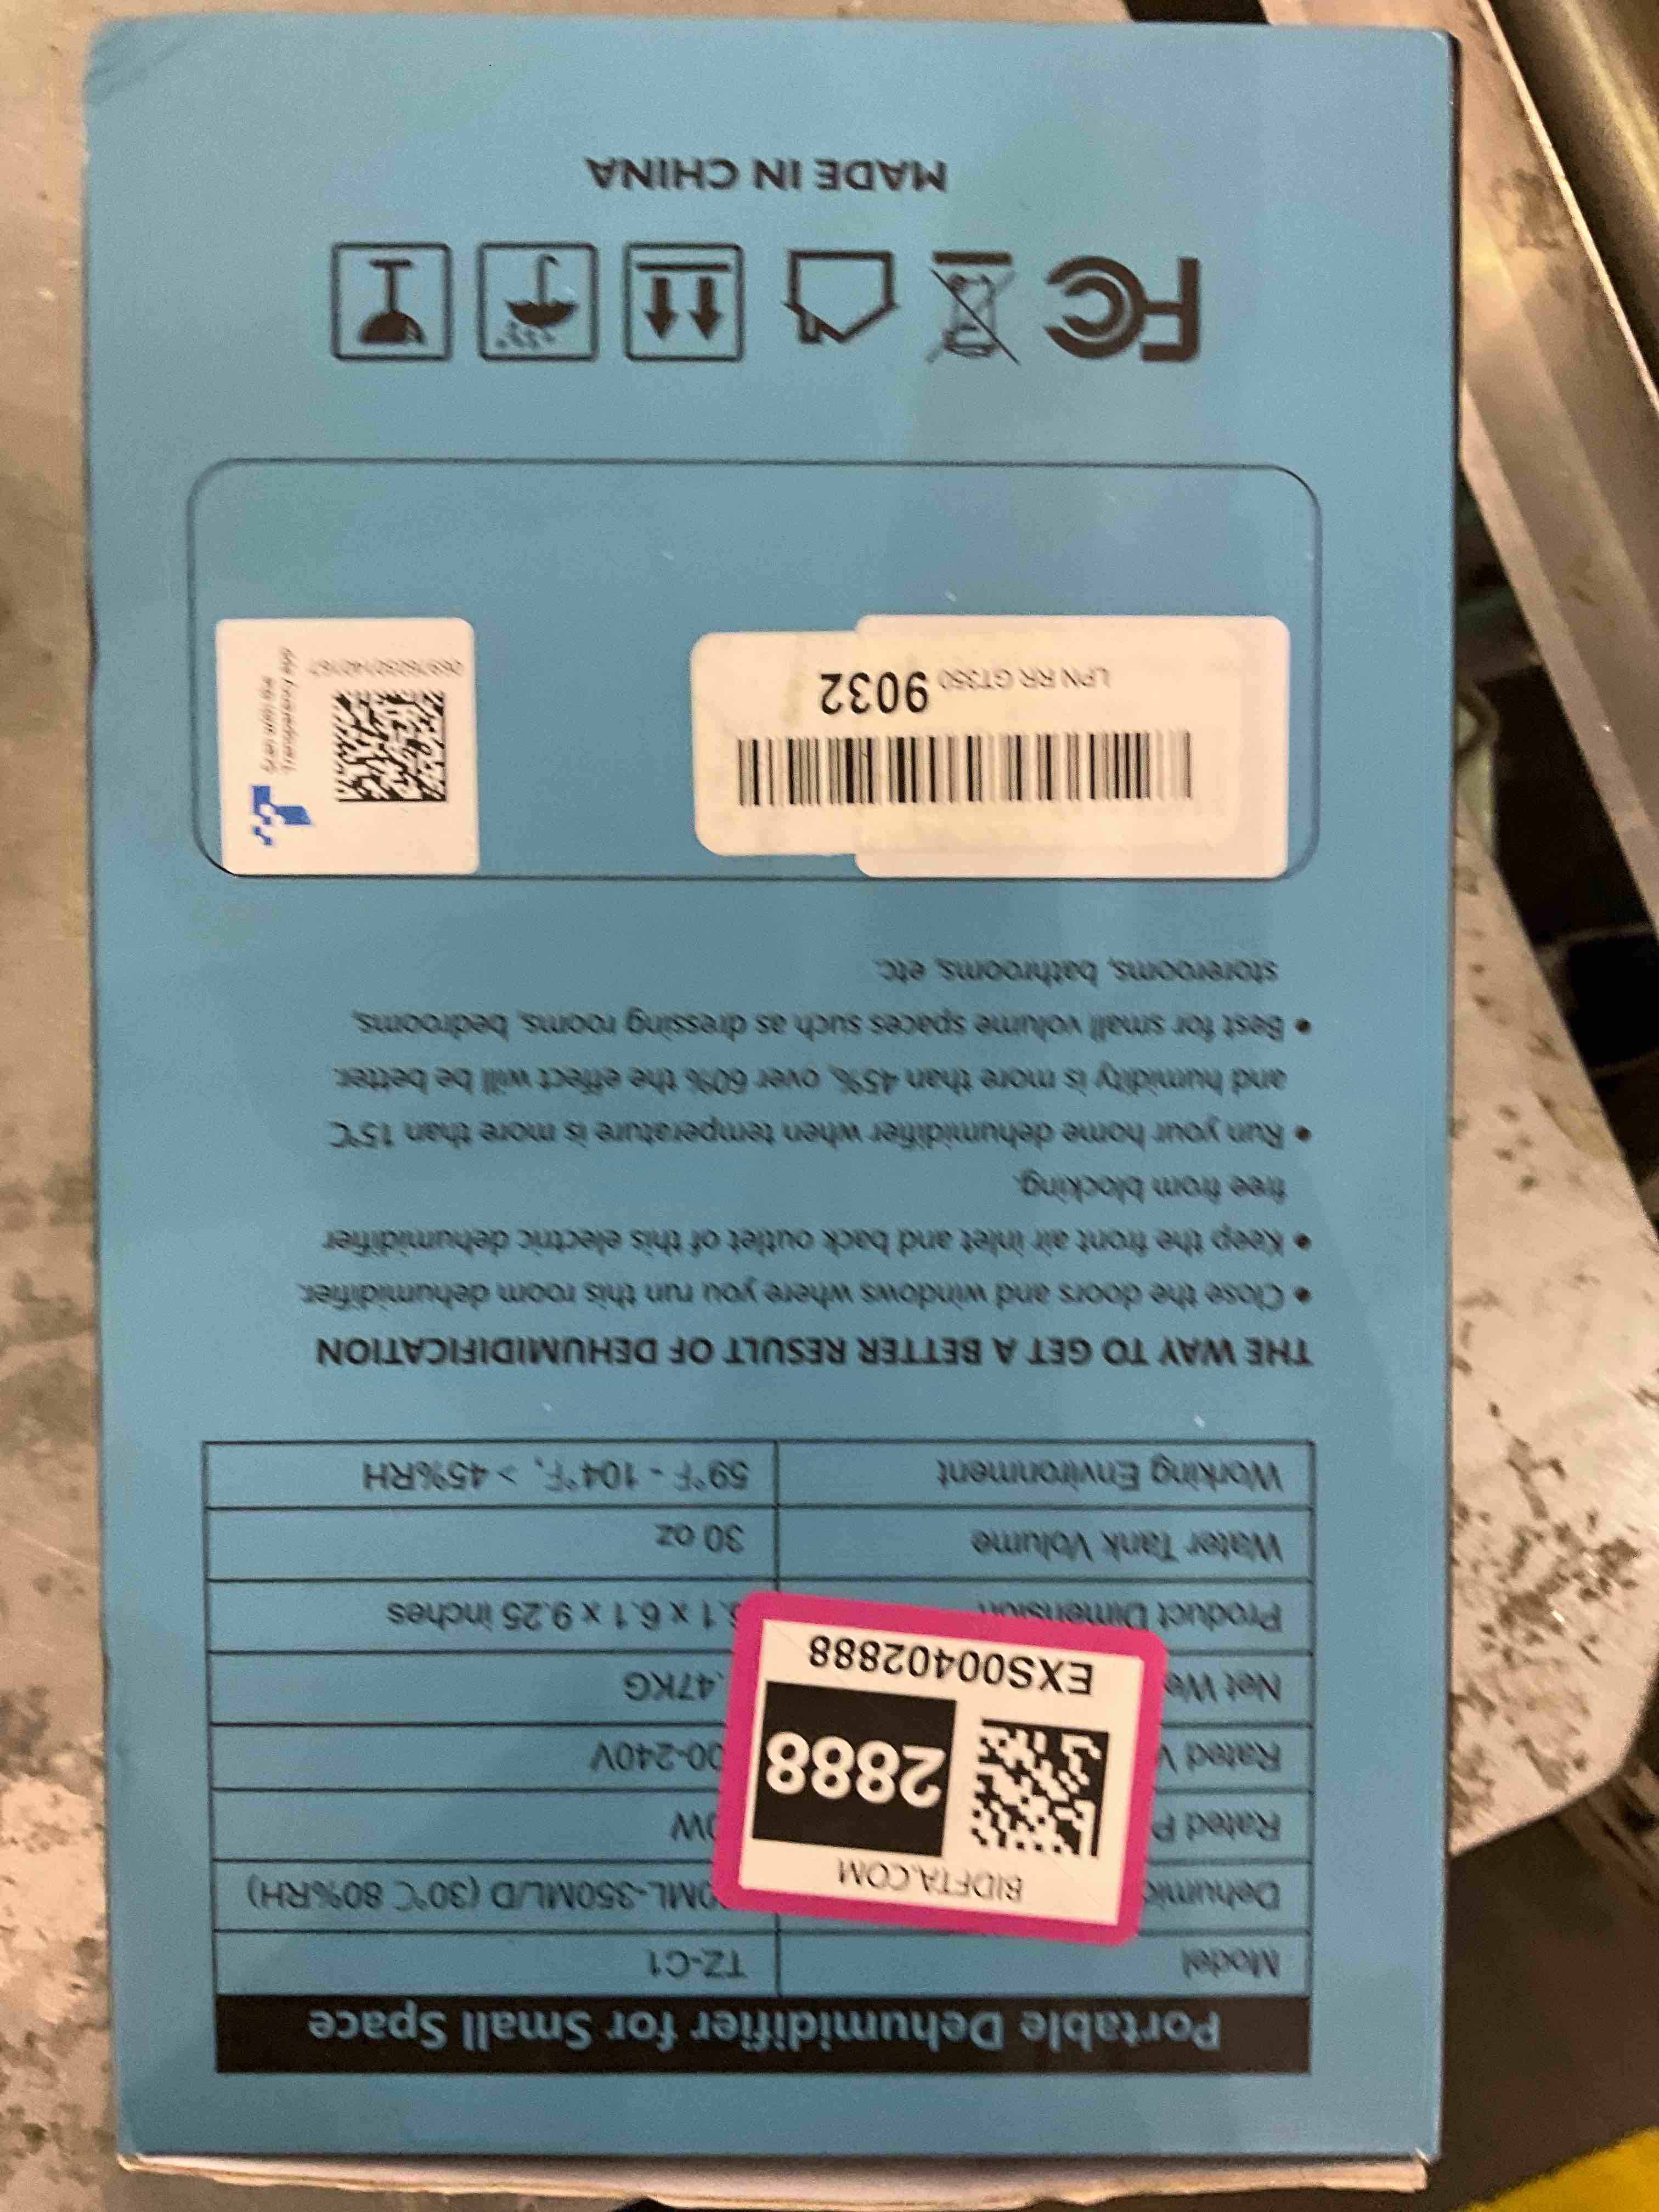 Portable Dehumidifier for Small Space
Model TZ-C1
0ML-350ML/D (30℃ 80%RH)
Rated 0W
Rated 00-240V
Net .47KG
Product Dimension 6.1 x 6.1 x 9.25 inches
Water Tank Volume 30 oz
Working Environment 59°F - 104°F, > 45%RH
BIDFTA.COM
2888
EXS00402888
THE WAY TO GET A BETTER RESULT OF DEHUMIDIFICATION
• Close the doors and windows where you run this room dehumidifier.
• Keep the front air inlet and back outlet of this electric dehumidifier
free from blocking.
• Run your home dehumidifier when temperature is more than 15℃
and humidity is more than 45%, over 60% the effect will be better.
• Best for small volume spaces such as dressing rooms, bedrooms,
storerooms, bathrooms, etc.
LPN RR GT350 9032
Transparency
FC
MADE IN CHINA